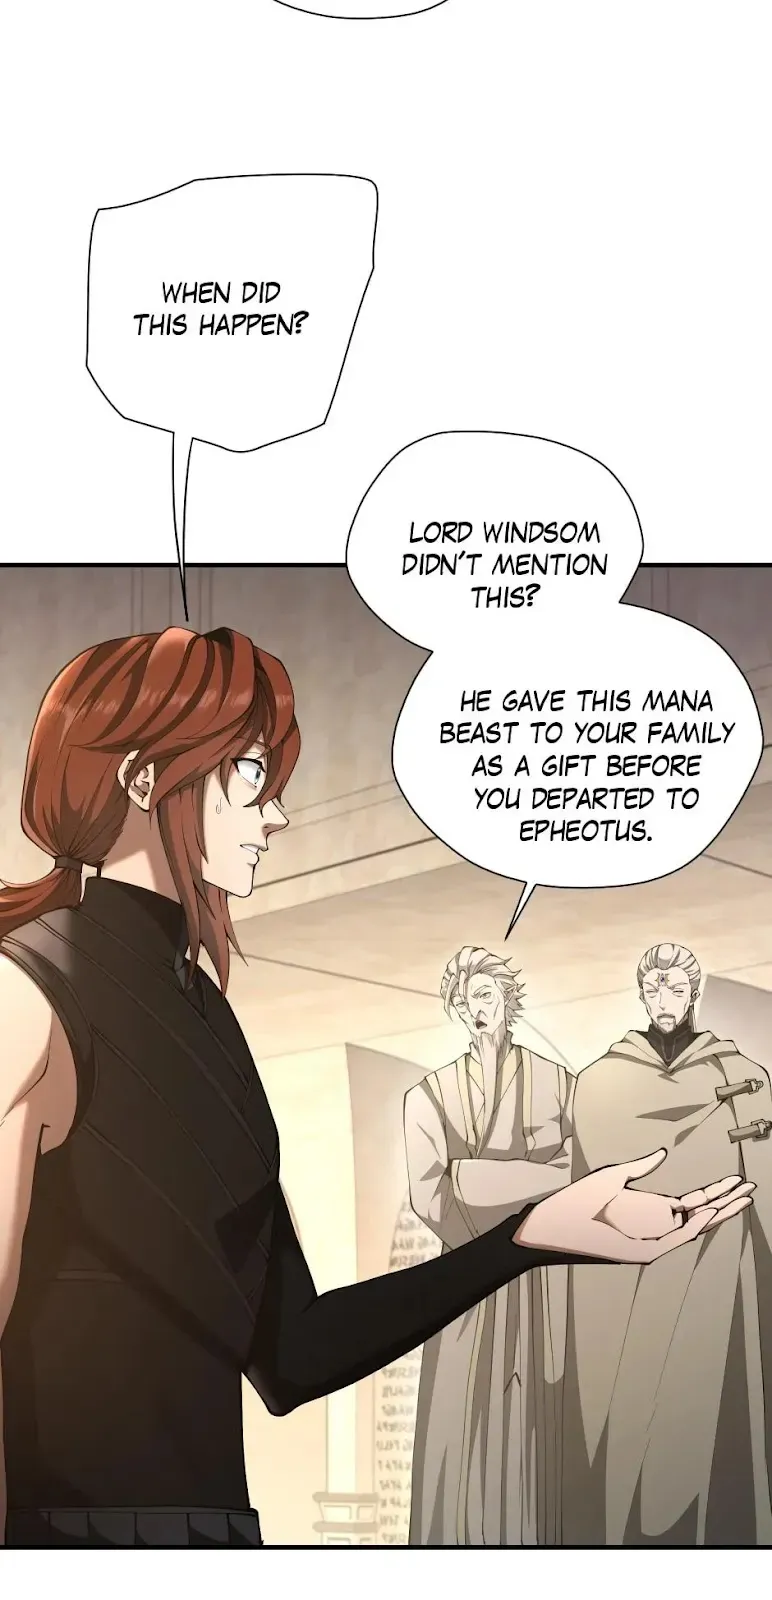 WHEN DID
THIS HAPPEN?
LORD WINDSOM
DIDN'T MENTION
THIS?
HE GAVE THIS MANA
BEAST TO YOUR FAMILY
AS A GIFT BEFORE
YOU DEPARTED TO
EPHEOTUS.